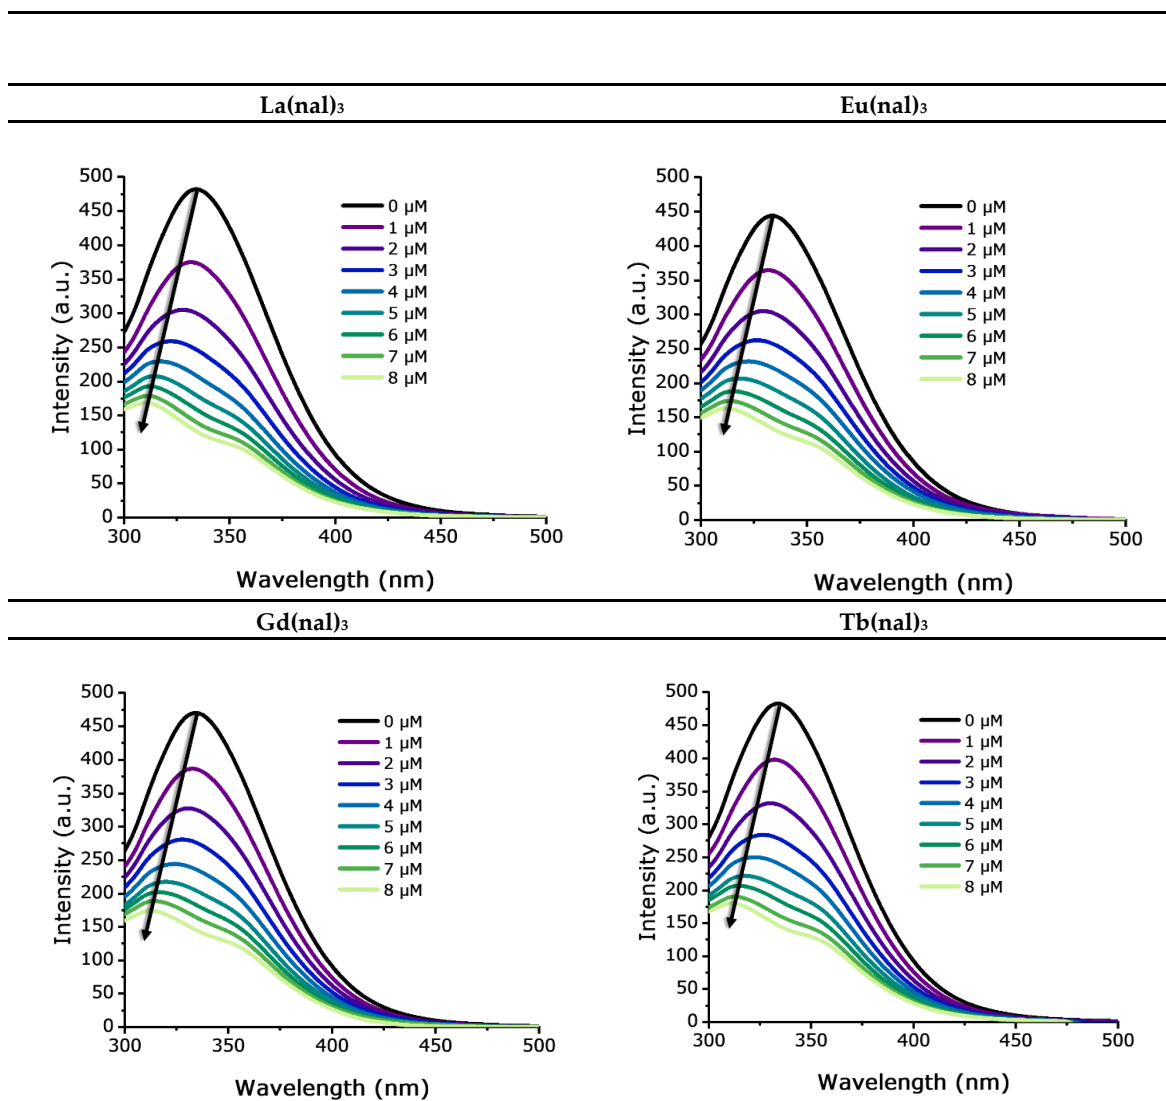 La(nal)₃
Eu(nal)₃
500
450
400
350
300
250
200
150
100
50
0
Intensity (a.u.)
0 µM
1 µM
2 µM
3 µM
4 µM
5 µM
6 µM
7 µM
8 µM
300
350
400
450
500
Wavelength (nm)
500
450
400
350
300
250
200
150
100
50
0
Intensity (a.u.)
0 µM
1 µM
2 µM
3 µM
4 µM
5 µM
6 µM
7 µM
8 µM
300
350
400
450
500
Wavelength (nm)
Gd(nal)₃
Tb(nal)₃
500
450
400
350
300
250
200
150
100
50
0
Intensity (a.u.)
0 µM
1 µM
2 µM
3 µM
4 µM
5 µM
6 µM
7 µM
8 µM
300
350
400
450
500
Wavelength (nm)
500
450
400
350
300
250
200
150
100
50
0
Intensity (a.u.)
0 µM
1 µM
2 µM
3 µM
4 µM
5 µM
6 µM
7 µM
8 µM
300
350
400
450
500
Wavelength (nm)